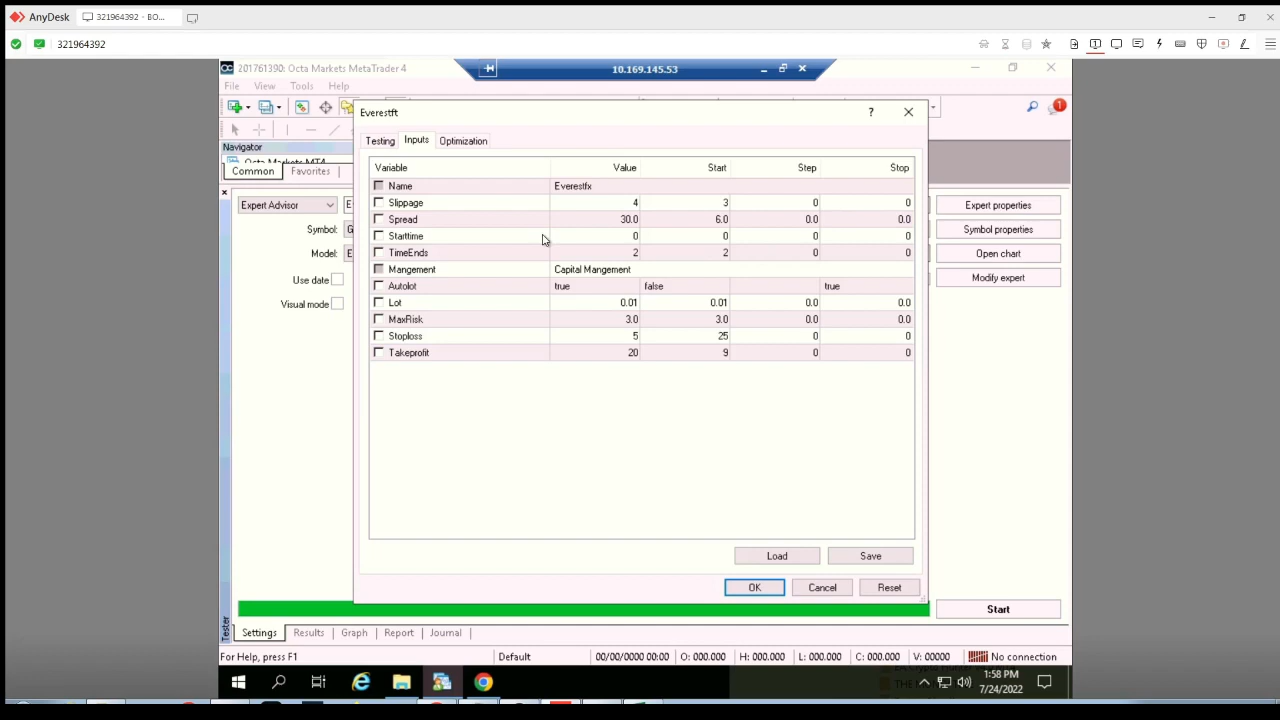 AnyDesk 321964392 - BO...
321964392
201761390: Octa Markets MetaTrader 4
10.169.145.53
File View Tools Help
1
Everestft
Navigator
Testing Inputs Optimization
Octa Markets MT4
Common Favorites
Variable Value Start Step Stop
Name Everestfx
Slippage 4 3 0 0
Spread 30.0 6.0 0.0 0.0
Starttime 0 0 0 0
TimeEnds 2 2 0 0
Mangement Capital Mangement
Autolot true false true
Lot 0.01 0.01 0.0 0.0
MaxRisk 3.0 3.0 0.0 0.0
Stoploss 5 25 0 0
Takeprofit 20 9 0 0
Expert Advisor E
Expert properties
Symbol: G
Symbol properties
Model: E
Open chart
Use date
Modify expert
Visual mode
Load Save
OK Cancel Reset
Start
Tester
Settings Results Graph Report Journal
For Help, press F1 Default 00/00/0000 00:00 O: 000.000 H: 000.000 L: 000.000 C: 000.000 V: 00000 No connection
1:58 PM
7/24/2022